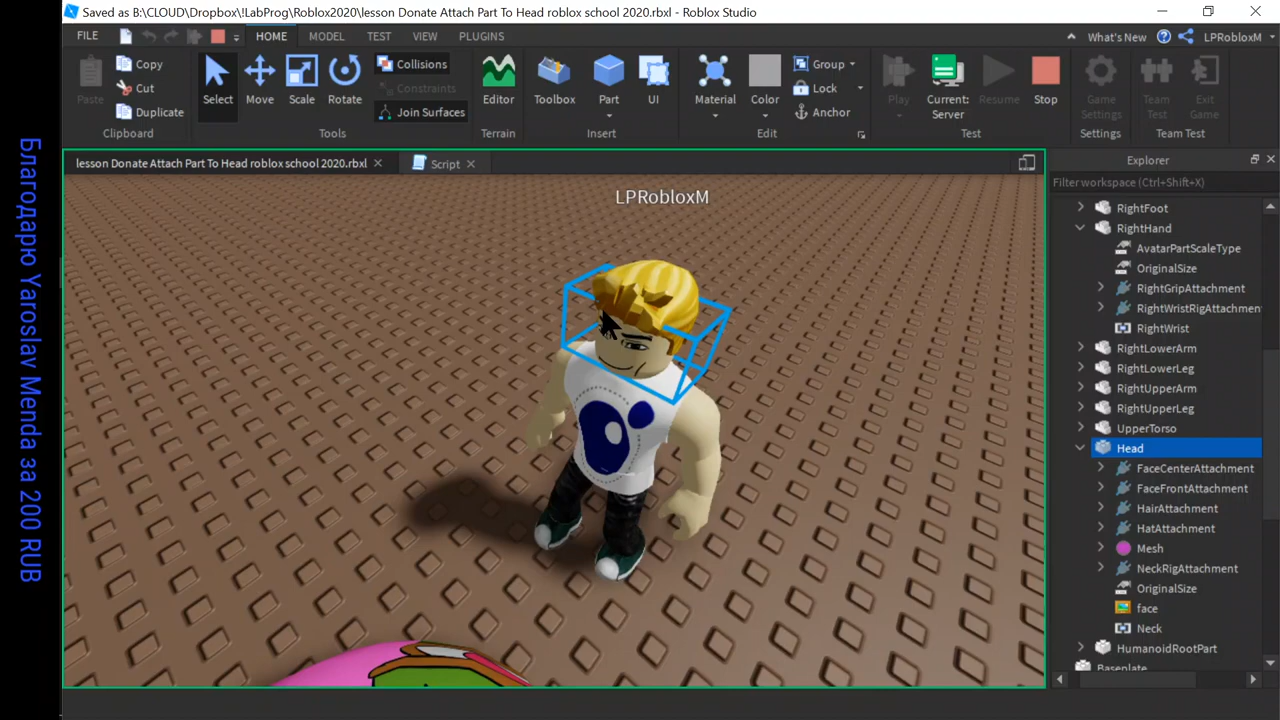 Saved as B:\CLOUD\Dropbox\!LabProg\Roblox2020\lesson Donate Attach Part To Head roblox school 2020.rbxl - Roblox Studio
FILE HOME MODEL TEST VIEW PLUGINS What's New LPRobloxM
Paste
Copy
Cut
Duplicate
Clipboard
Select
Move
Scale
Rotate
Collisions
Constraints
Join Surfaces
Tools
Editor
Terrain
Toolbox
Part
UI
Insert
Material
Color
Group
Lock
Anchor
Edit
Play
Current:
Server
Resume
Stop
Test
Game
Settings
Settings
Team
Test
Exit
Game
Team Test
lesson Donate Attach Part To Head roblox school 2020.rbxl
Script
LPRobloxM
Explorer
Filter workspace (Ctrl+Shift+X)
RightFoot
RightHand
AvatarPartScaleType
OriginalSize
RightGripAttachment
RightWristRigAttachmen
RightWrist
RightLowerArm
RightLowerLeg
RightUpperArm
RightUpperLeg
UpperTorso
Head
FaceCenterAttachment
FaceFrontAttachment
HairAttachment
HatAttachment
Mesh
NeckRigAttachment
OriginalSize
face
Neck
HumanoidRootPart
Baseplate
Благодарю Yaroslav Menda за 200 RUB